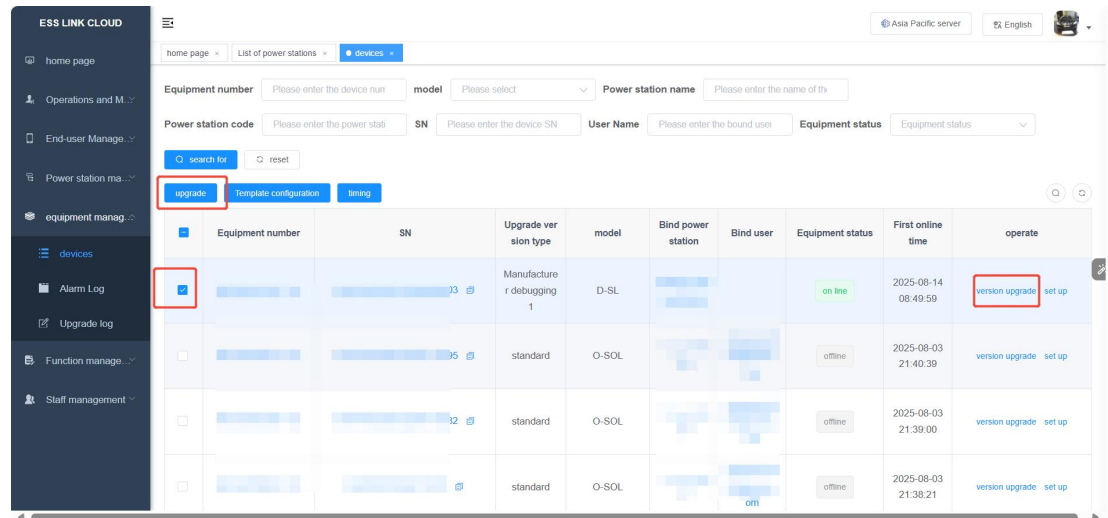 ESS LINK CLOUD
Asia Pacific server
English
home page ×
List of power stations ×
devices ×
home page
Operations and M...
End-user Manage...
Power station ma...
equipment manag...
devices
Alarm Log
Upgrade log
Function manage...
Staff management
Equipment number
Please enter the device num
model
Please select
Power station name
Please enter the name of the
Power station code
Please enter the power stati
SN
Please enter the device SN
User Name
Please enter the bound user
Equipment status
Equipment status
search for
reset
upgrade
Template configuration
timing
Equipment number
SN
Upgrade ver
sion type
model
Bind power
station
Bind user
Equipment status
First online
time
operate
03
Manufacture
r debugging
1
D-SL
on line
2025-08-14
08:49:59
version upgrade
set up
95
standard
O-SOL
offline
2025-08-03
21:40:39
version upgrade
set up
32
standard
O-SOL
offline
2025-08-03
21:39:00
version upgrade
set up
standard
O-SOL
om
offline
2025-08-03
21:38:21
version upgrade
set up